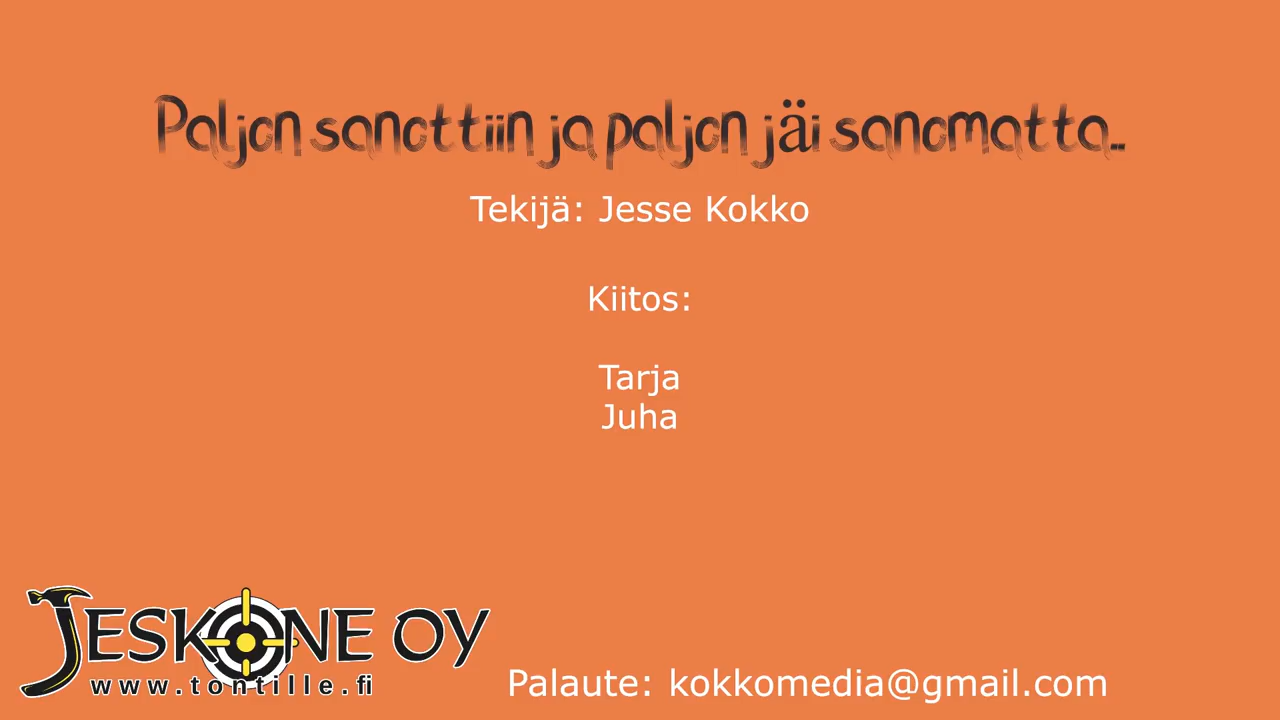 Paljon sanottiin ja paljon jäi sanomatta..
Tekijä: Jesse Kokko
Kiitos:
Tarja
Juha
JESKONE OY
www.tontille.fi
Palaute: kokkomedia@gmail.com